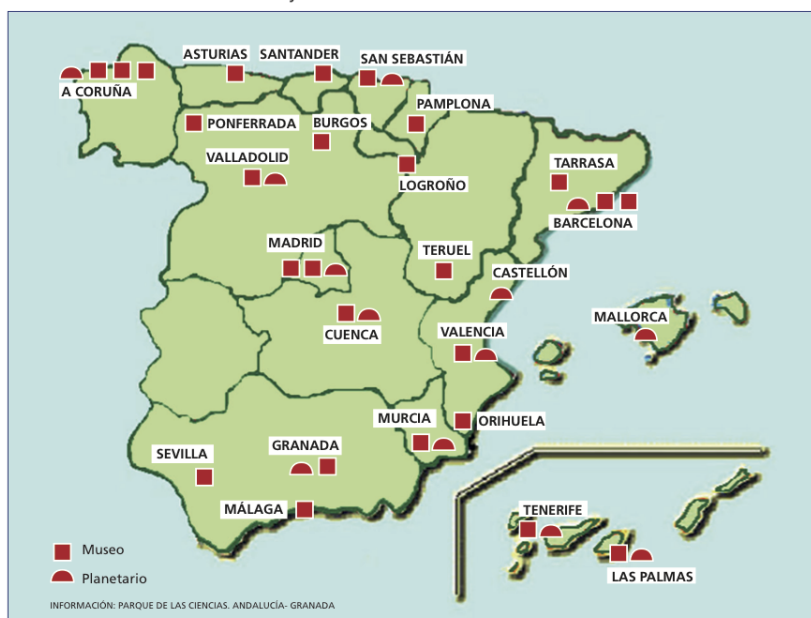 ASTURIAS
SANTANDER
SAN SEBASTIÁN
A CORUÑA
PAMPLONA
PONFERRADA
BURGOS
VALLADOLID
TARRASA
LOGROÑO
BARCELONA
MADRID
TERUEL
CASTELLÓN
MALLORCA
CUENCA
VALENCIA
MURCIA
ORIHUELA
GRANADA
SEVILLA
MÁLAGA
TENERIFE
LAS PALMAS
Museo
Planetario
INFORMACIÓN: PARQUE DE LAS CIENCIAS. ANDALUCÍA- GRANADA